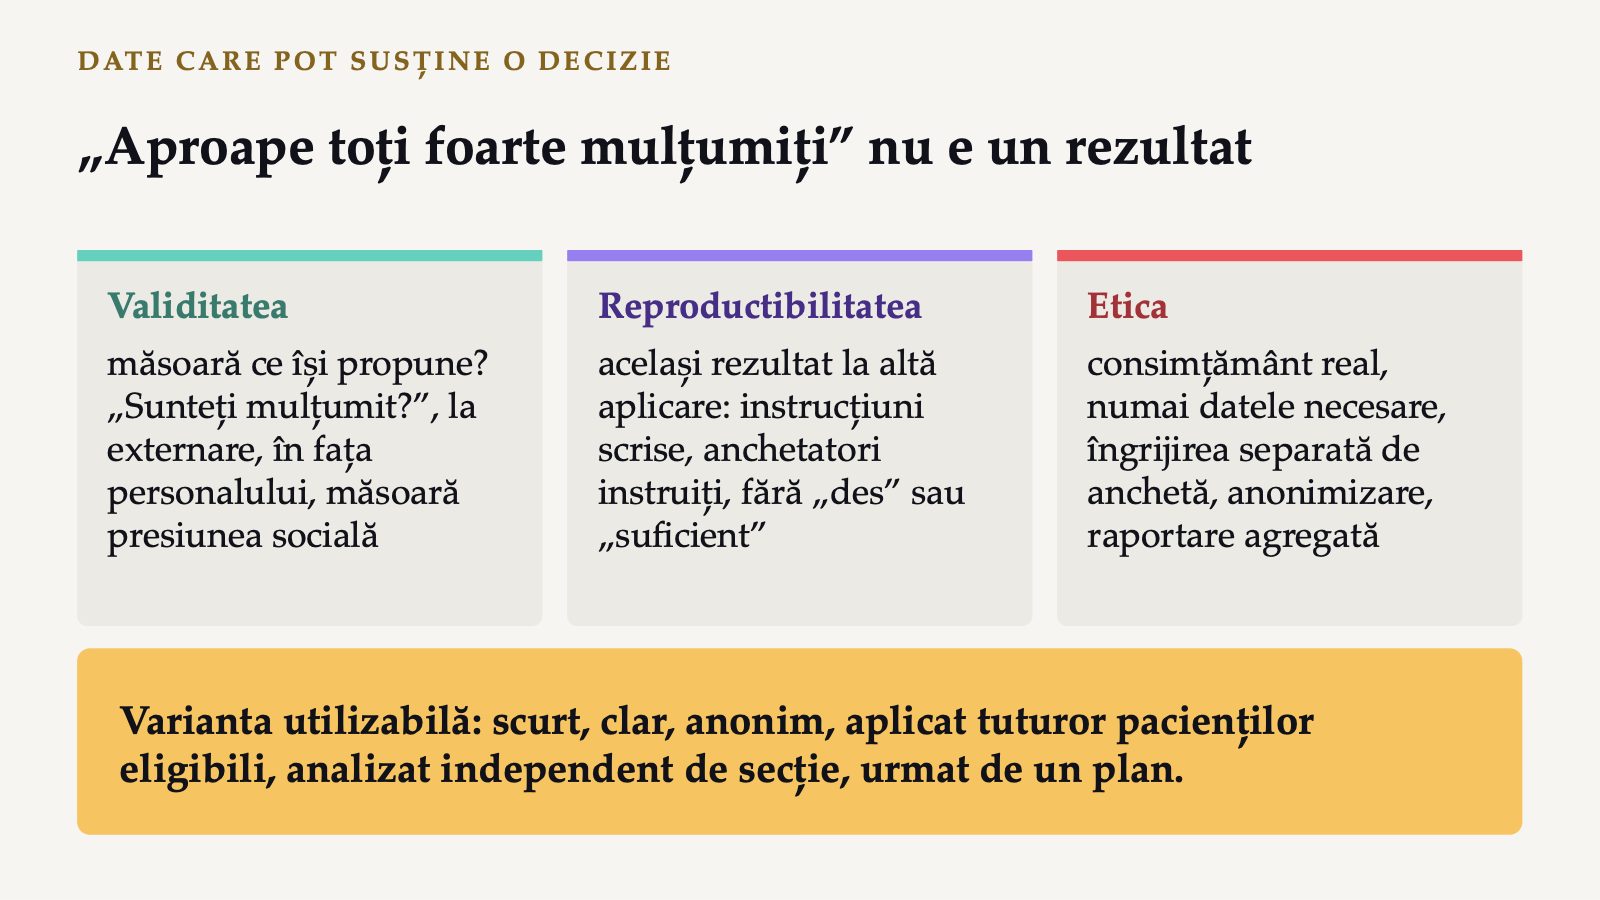 DATE CARE POT SUSȚINE O DECIZIE
„Aproape toți foarte mulțumiți” nu e un rezultat
Validitatea
măsoară ce își propune?
„Sunteți mulțumit?”, la
externare, în fața
personalului, măsoară
presiunea socială
Reproductibilitatea
același rezultat la altă
aplicare: instrucțiuni
scrise, anchetatori
instruiți, fără „des” sau
„suficient”
Etica
consimțământ real,
numai datele necesare,
îngrijirea separată de
anchetă, anonimizare,
raportare agregată
Varianta utilizabilă: scurt, clar, anonim, aplicat tuturor pacienților
eligibili, analizat independent de secție, urmat de un plan.